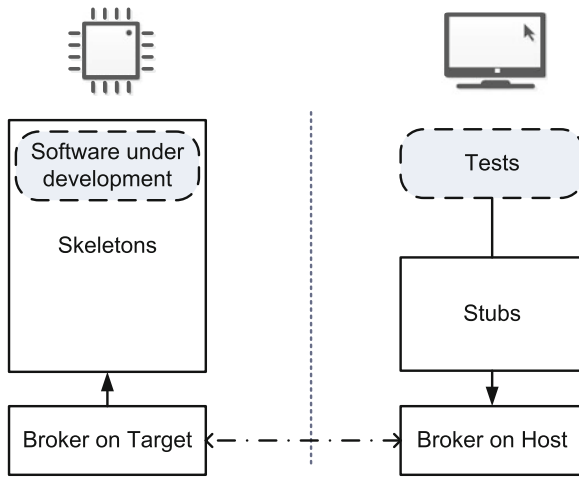 Software under
development
Skeletons
Broker on Target
Tests
Stubs
Broker on Host